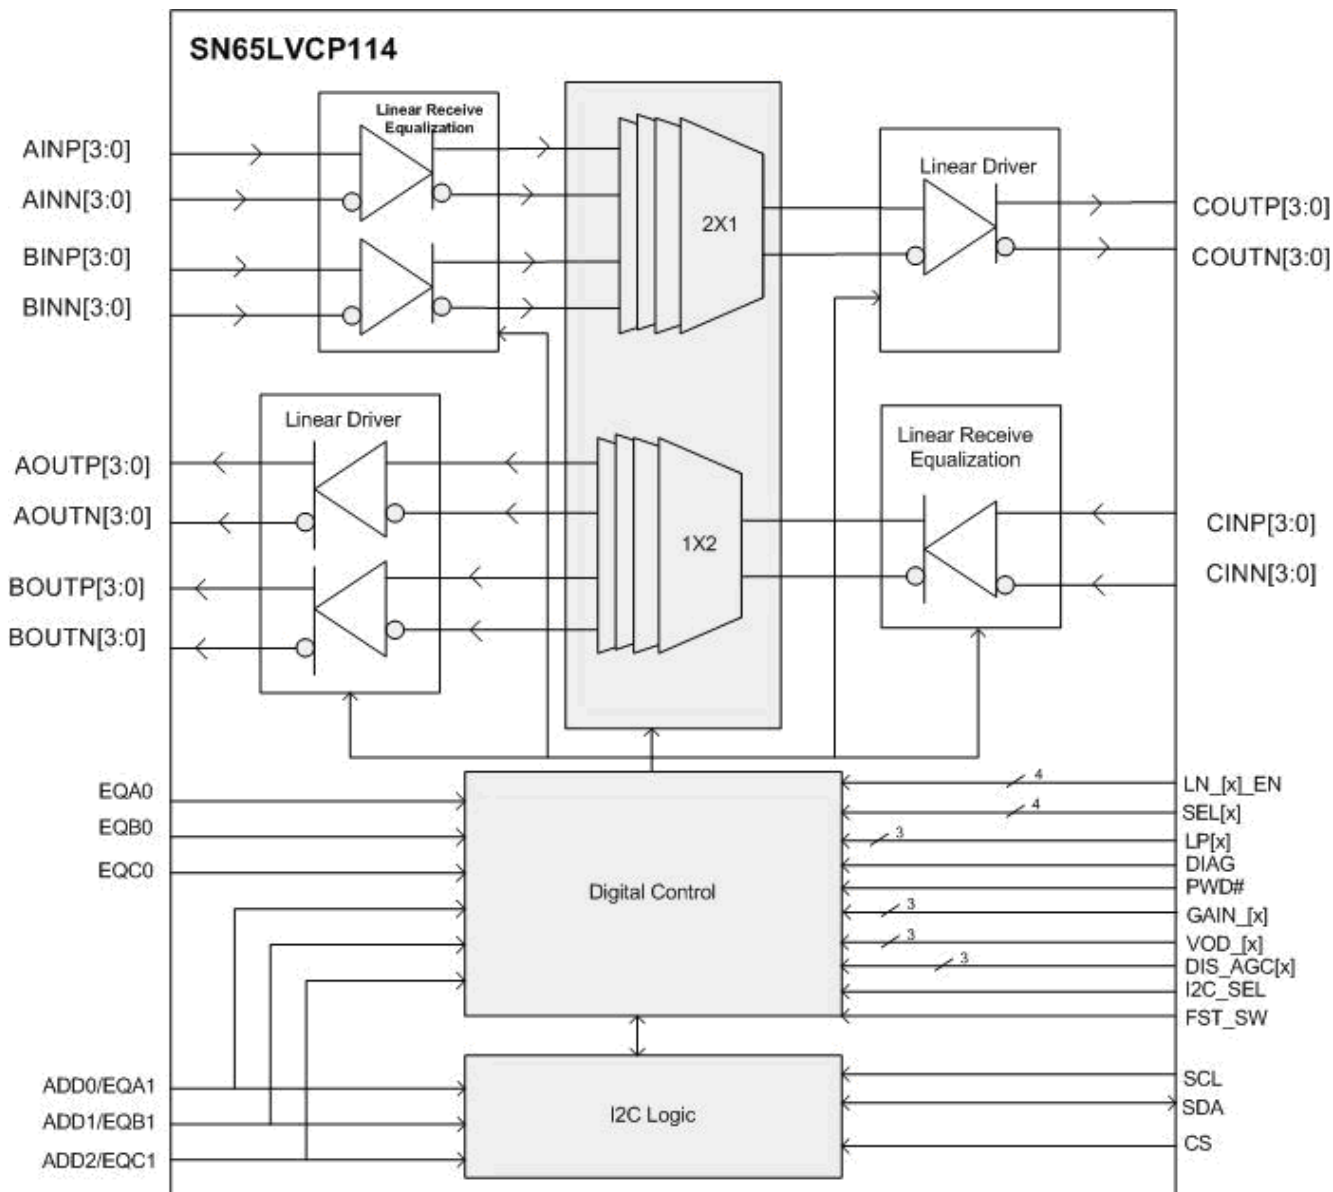 SN65LVCP114
Linear Receive
Equalization
AINP[3:0]
AINN[3:0]
BINP[3:0]
BINN[3:0]
2X1
Linear Driver
COUTP[3:0]
COUTN[3:0]
Linear Driver
AOUTP[3:0]
AOUTN[3:0]
BOUTP[3:0]
BOUTN[3:0]
1X2
Linear Receive
Equalization
CINP[3:0]
CINN[3:0]
EQA0
EQB0
EQC0
Digital Control
4
LN_[x]_EN
4
SEL[x]
3
LP[x]
DIAG
PWD#
3
GAIN_[x]
3
VOD_[x]
3
DIS_AGC[x]
I2C_SEL
FST_SW
ADD0/EQA1
ADD1/EQB1
ADD2/EQC1
I2C Logic
SCL
SDA
CS